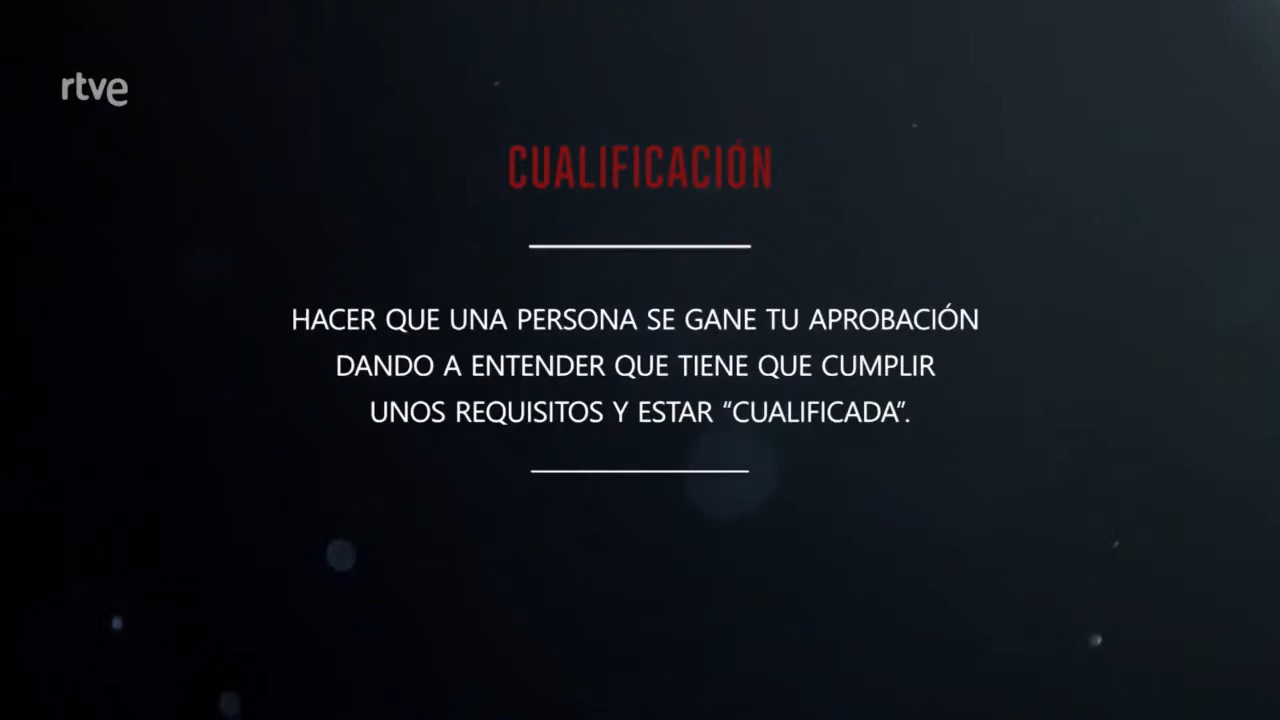 rtve
CUALIFICACIÓN
HACER QUE UNA PERSONA SE GANE TU APROBACIÓN
DANDO A ENTENDER QUE TIENE QUE CUMPLIR
UNOS REQUISITOS Y ESTAR “CUALIFICADA”.